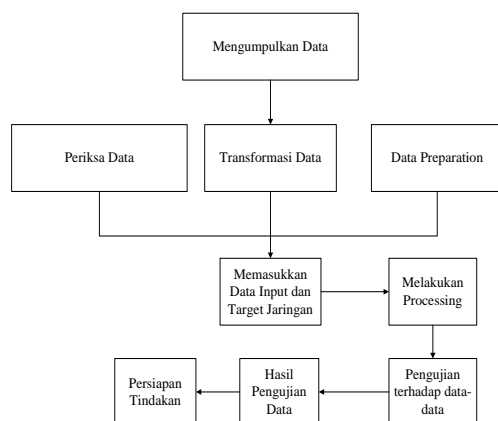 Mengumpulkan Data
Periksa Data
Transformasi Data
Data Preparation
Memasukkan
Data Input dan
Target Jaringan
Melakukan
Processing
Persiapan
Tindakan
Hasil
Pengujian
Data
Pengujian
terhadap data-
data